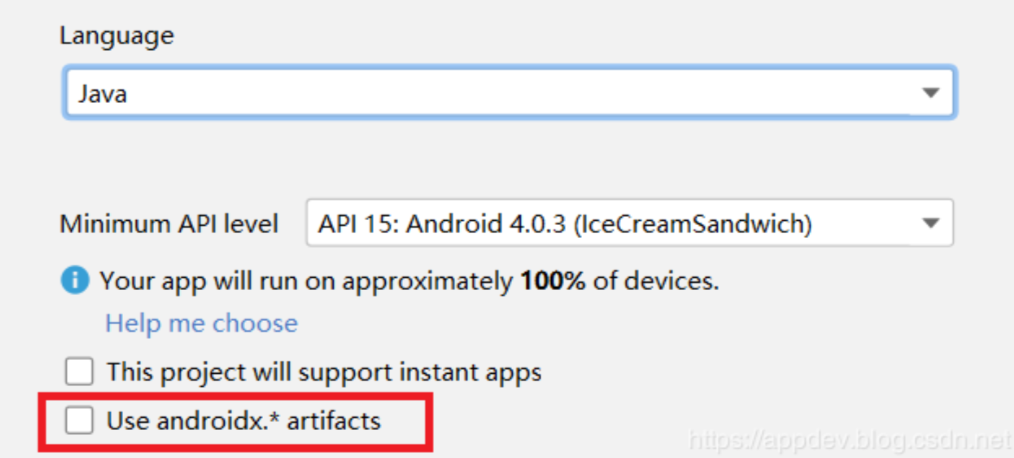 Language
Java
Minimum API level API 15: Android 4.0.3 (IceCreamSandwich)
Your app will run on approximately 100% of devices.
Help me choose
This project will support instant apps
Use androidx.* artifacts
https://appdev.blog.csdn.net